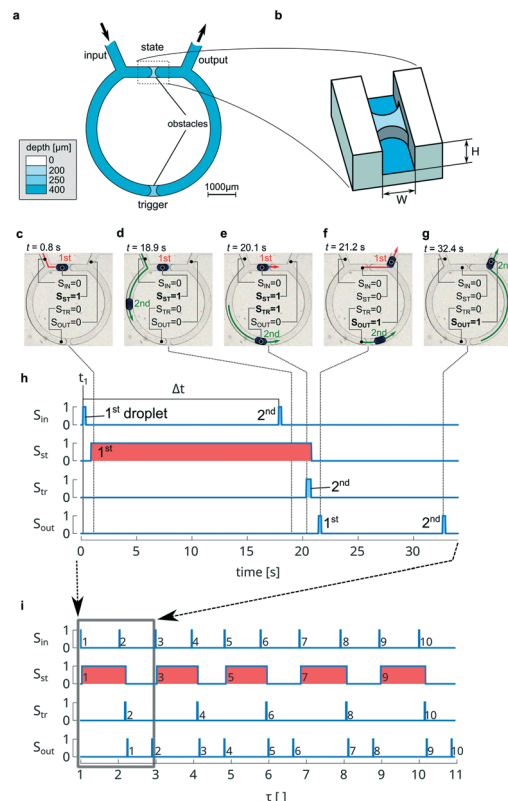 a
b
input
state
output
obstacles
trigger
1000µm
depth [µm]
0
200
250
400
H
W
c
d
e
f
g
t = 0.8 s
t = 18.9 s
t = 20.1 s
t = 21.2 s
t = 32.4 s
1st
S_IN=0
S_ST=1
S_TR=0
S_OUT=0
2nd
S_IN=0
S_ST=1
S_TR=0
S_OUT=0
1st
2nd
S_IN=0
S_ST=1
S_TR=1
S_OUT=0
1st
2nd
S_IN=0
S_ST=0
S_TR=0
S_OUT=1
2nd
S_IN=0
S_ST=0
S_TR=0
S_OUT=1
h
t₁
Δt
S_in 1 0 1st droplet 2nd
S_st 1 0 1st
S_tr 1 0 2nd
S_out 1 0 1st 2nd
0 5 10 15 20 25 30
time [s]
i
S_in 1 0 1 2 3 4 5 6 7 8 9 10
S_st 1 0 1 3 5 7 9
S_tr 1 0 2 4 6 8 10
S_out 1 0 1 2 3 4 5 6 7 8 9 10
1 2 3 4 5 6 7 8 9 10 11
τ [ ]